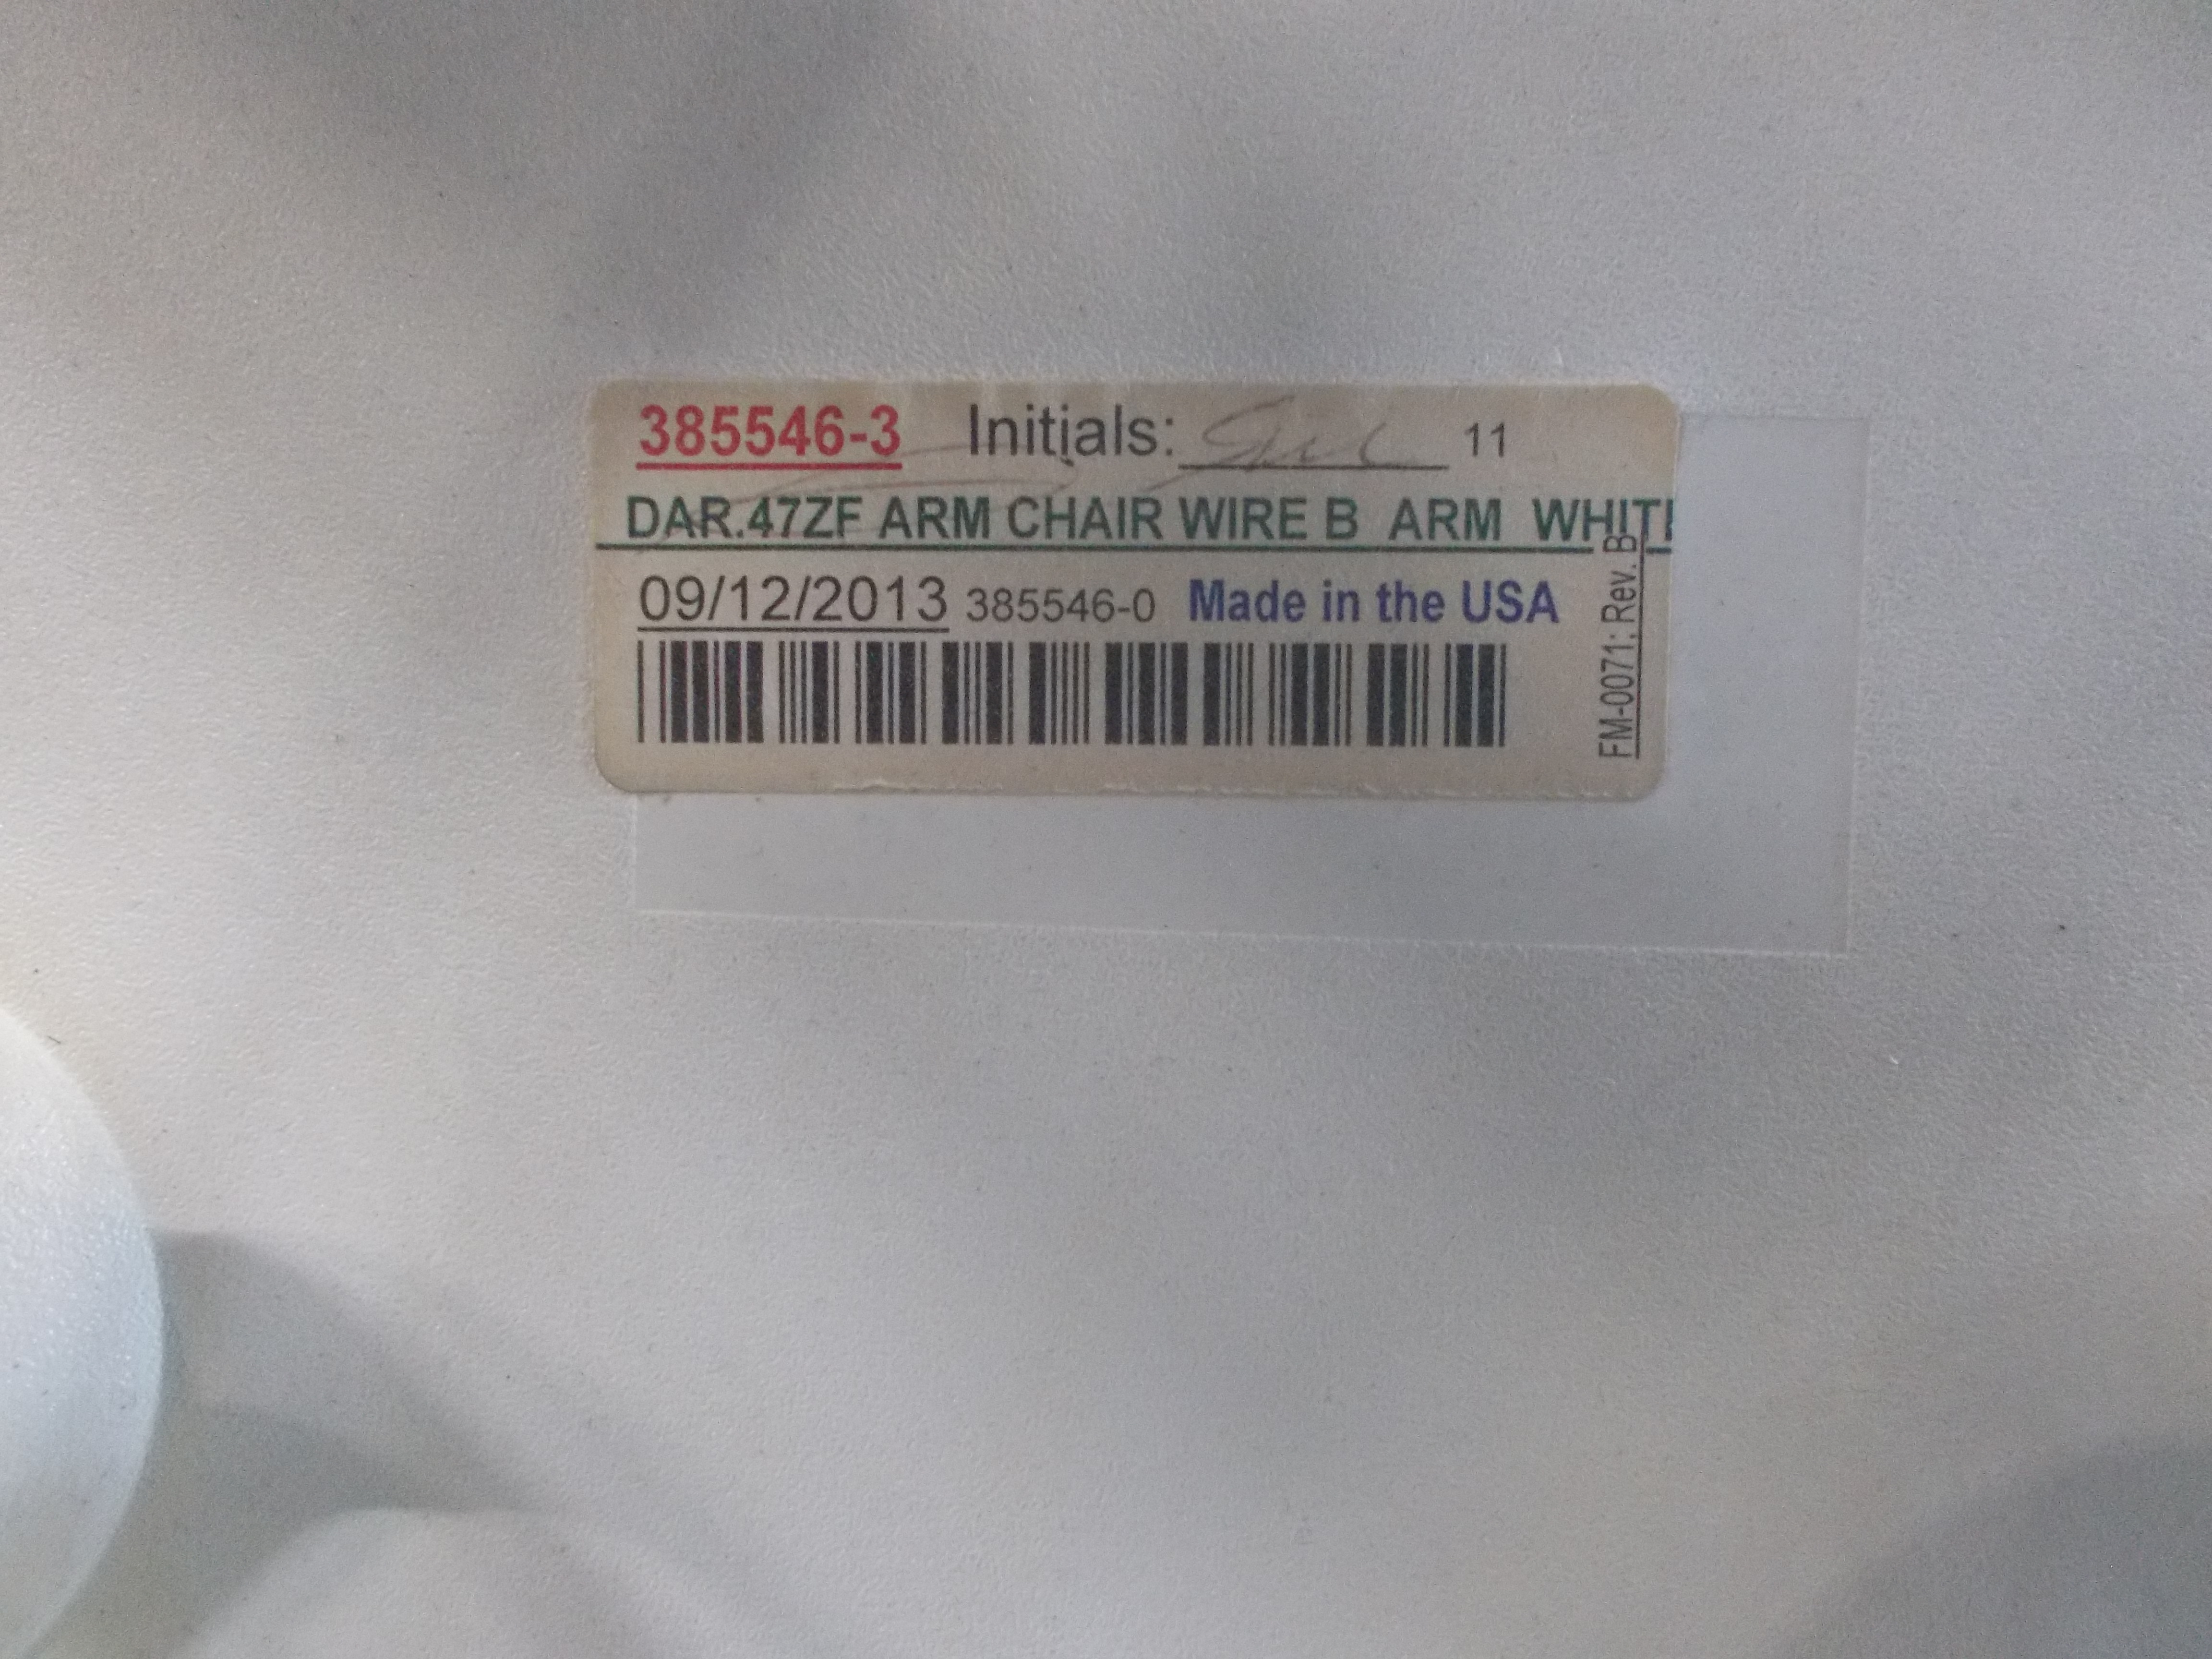 385546-3 Initials: 11
DAR.47ZF ARM CHAIR WIRE B ARM WHIT
09/12/2013 385546-0 Made in the USA
FM-0071: Rev. B